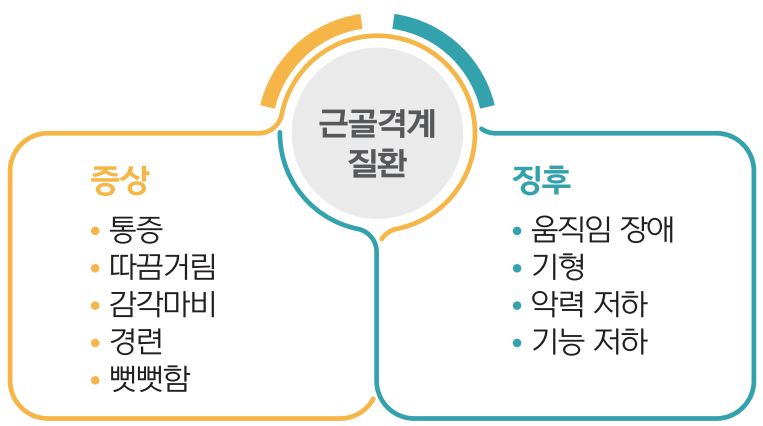 근골격계
질환
증상
• 통증
• 따끔거림
• 감각마비
• 경련
• 뻣뻣함
징후
• 움직임 장애
• 기형
• 악력 저하
• 기능 저하